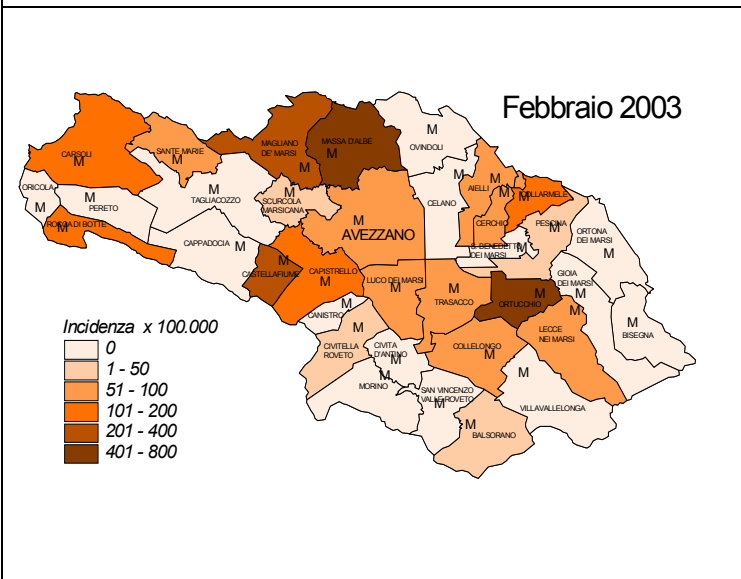 Febbraio 2003
M
OVINDOLI
MASSA D'ALBE
M
MAGLIANO
DE' MARSI
M
SANTE MARIE
M
CARSOLI
M
ORICOLA
M
M
PERETO
M
TAGLIACOZZO
M
SCURCOLA
MARSICANA
M
AVEZZANO
M
CELANO
AIELLI
M
M
CERCHIO
COLLARMELE
M
M
PESCINA
ORTONA
DEI MARSI
M
S. BENEDETTO
DEI MARSI
M
ROCCA DI BOTTE
M
CAPPADOCIA
M
CASTELLAFIUME
M
CAPISTRELLO
M
LUCO DEI MARSI
M
TRASACCO
M
ORTUCCHIO
M
GIOIA
DEI MARSI
M
BISEGNA
M
LECCE
NEI MARSI
M
CANISTRO
M
CIVITELLA
ROVETO
M
CIVITA
D'ANTINO
M
COLLELONGO
M
MORINO
M
SAN VINCENZO
VALLE ROVETO
M
VILLAVALLELONGA
M
BALSORANO
M
Incidenza x 100.000
0
1 - 50
51 - 100
101 - 200
201 - 400
401 - 800